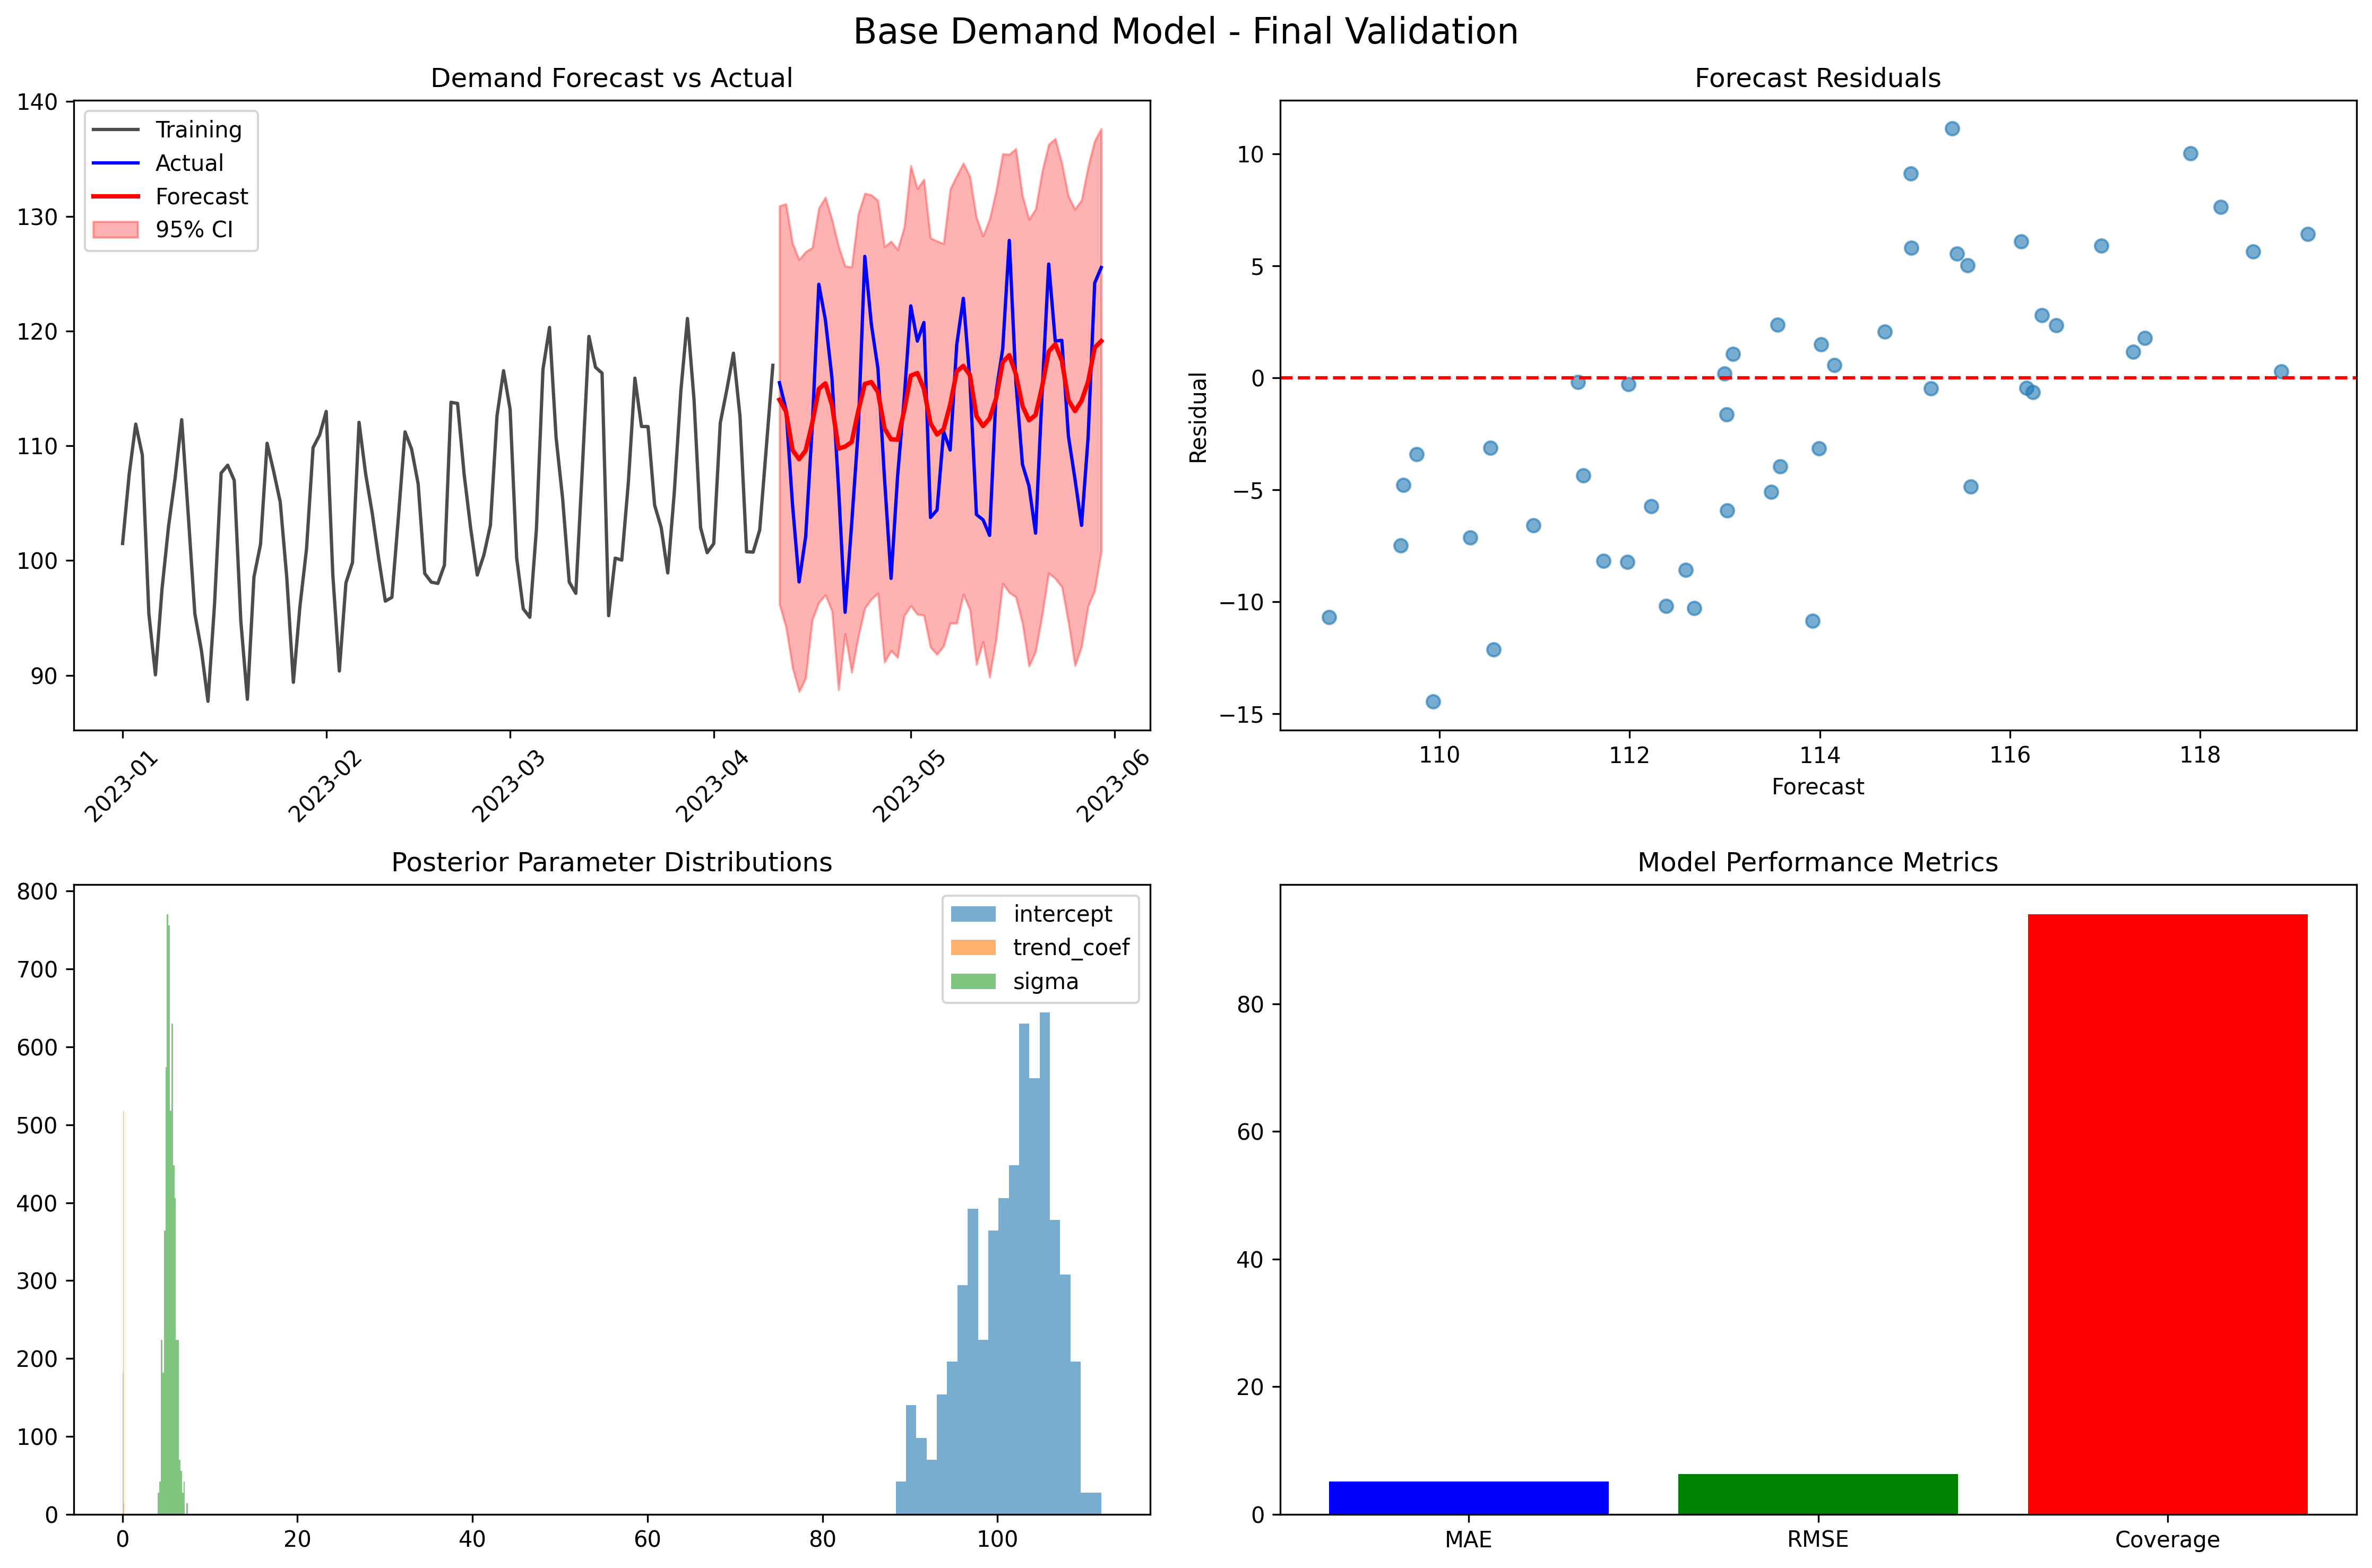 Base Demand Model - Final Validation
Demand Forecast vs Actual
140
130
120
110
100
90
Training
Actual
Forecast
95% CI
2023-01
2023-02
2023-03
2023-04
2023-05
2023-06
Forecast Residuals
Residual
10
5
0
−5
−10
−15
110
112
114
116
118
Forecast
Posterior Parameter Distributions
800
700
600
500
400
300
200
100
0
intercept
trend_coef
sigma
0
20
40
60
80
100
Model Performance Metrics
80
60
40
20
0
MAE
RMSE
Coverage